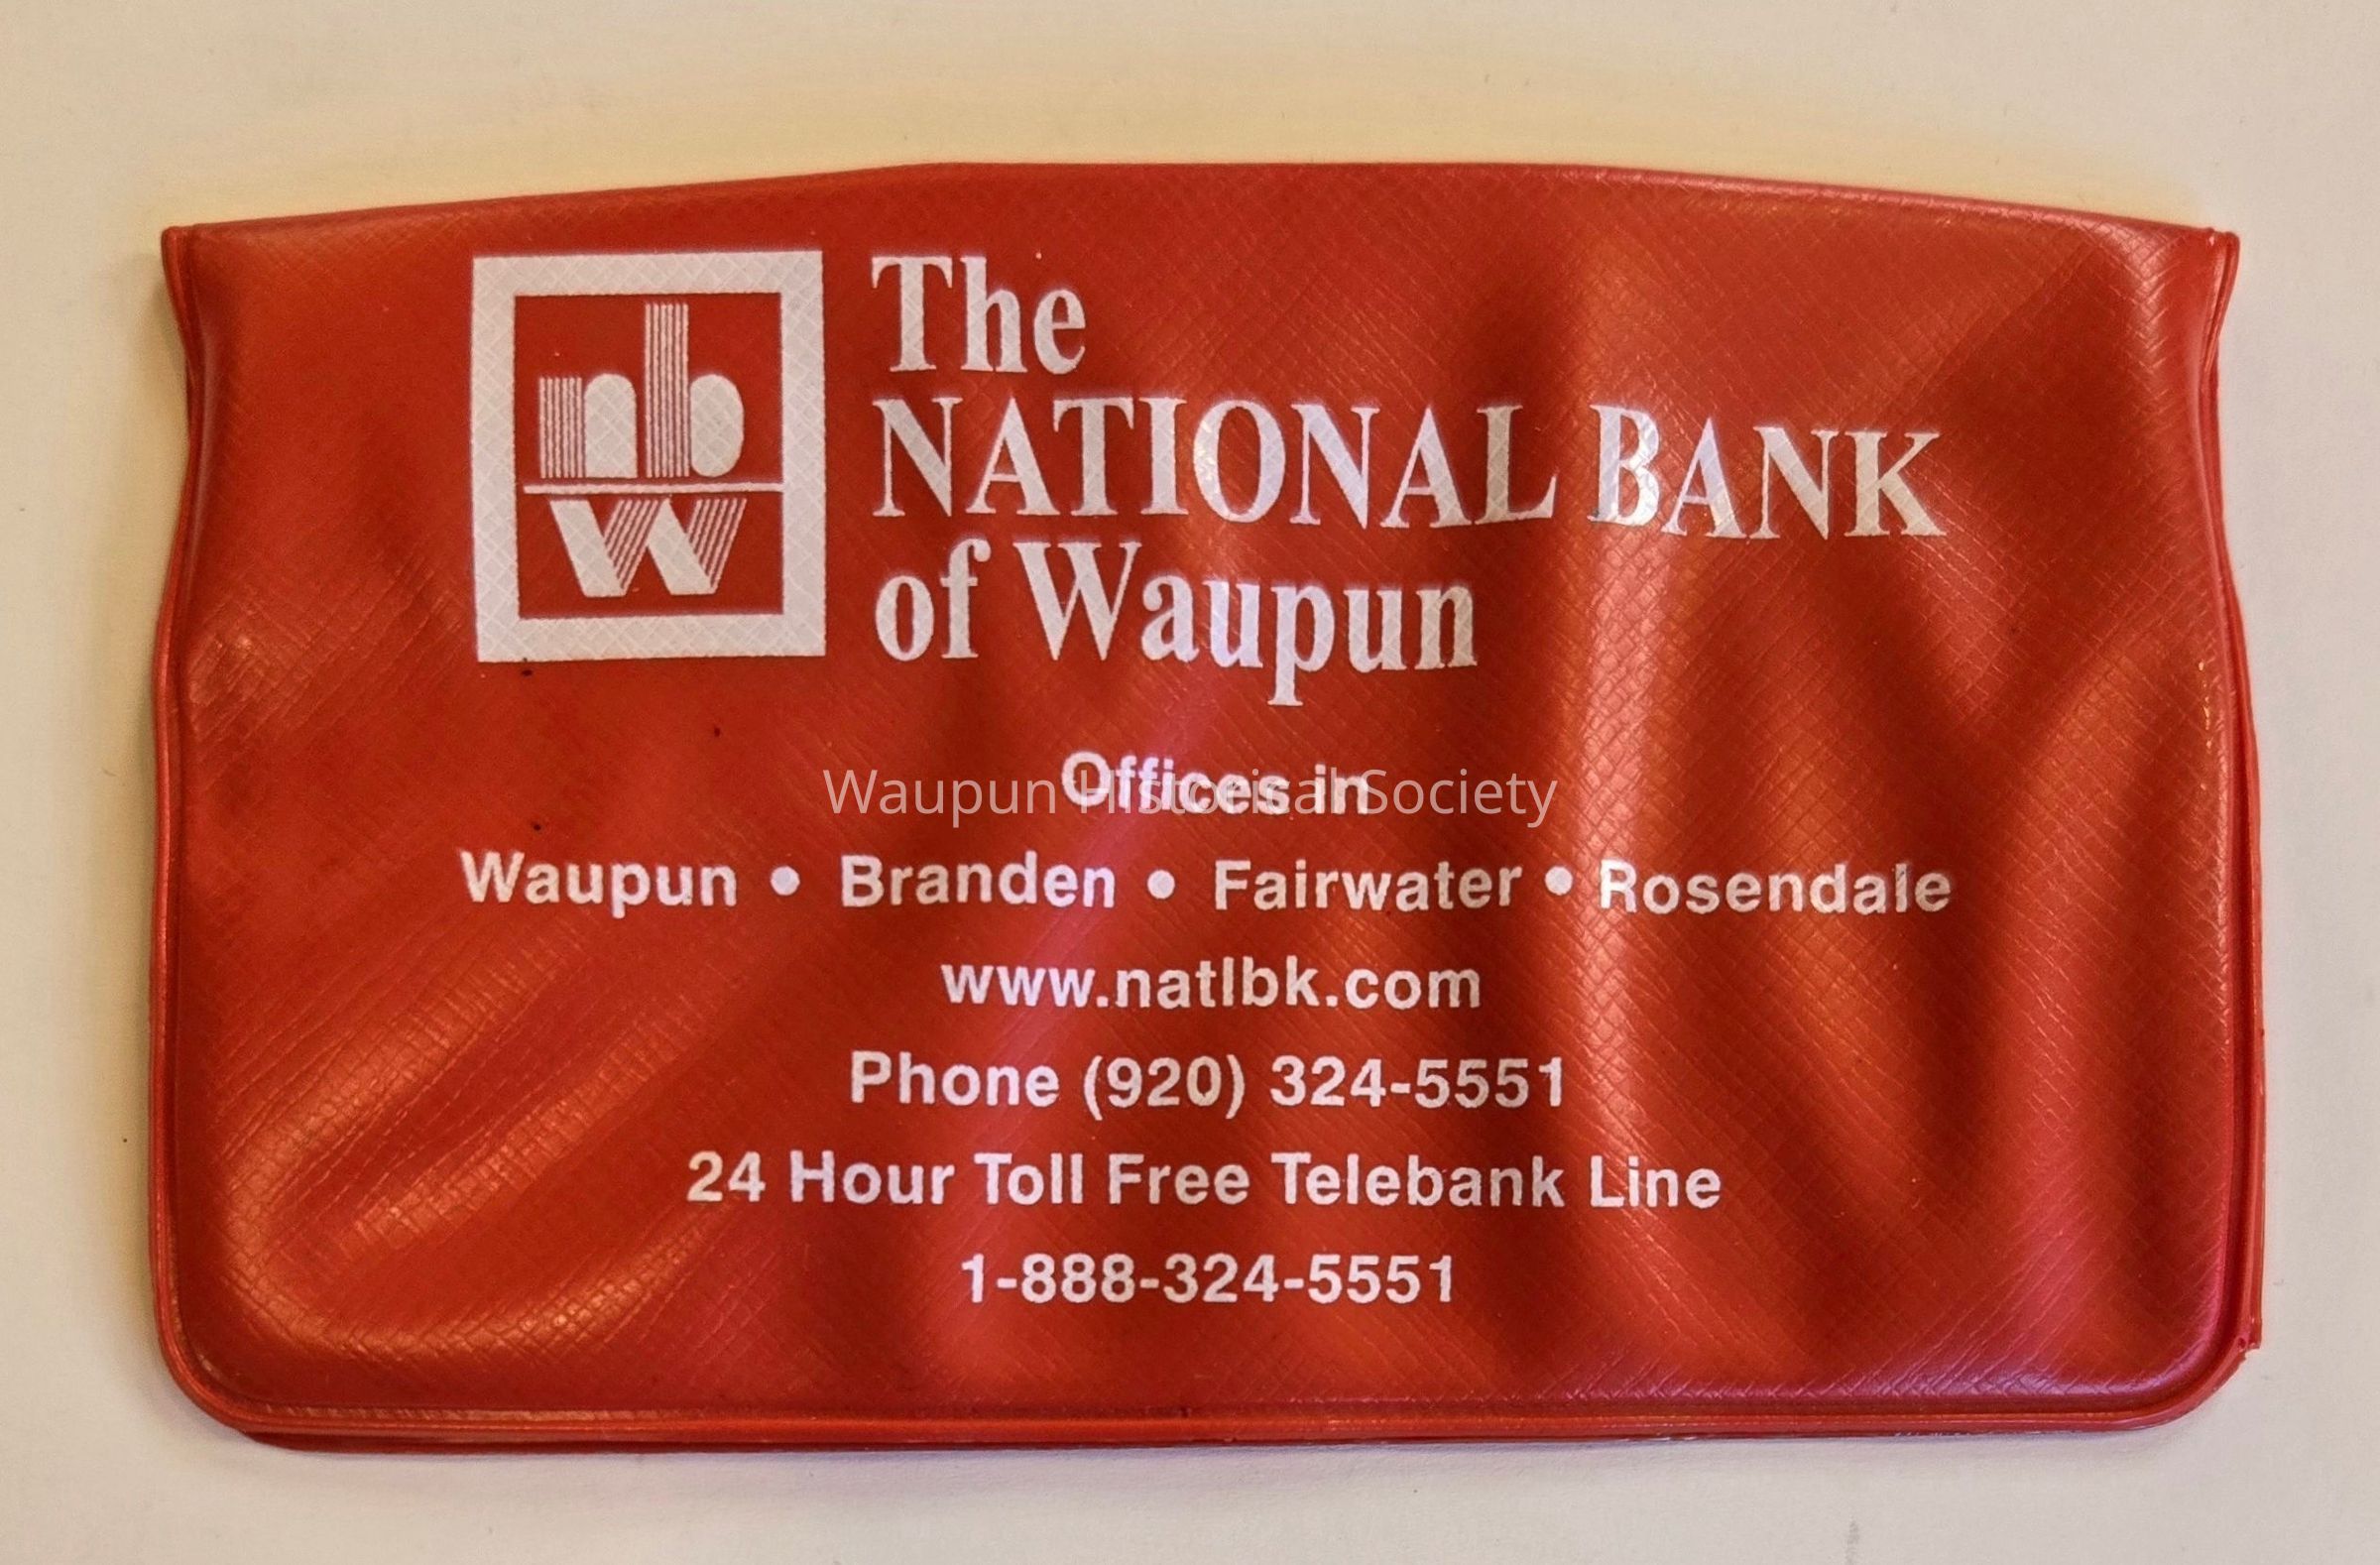 nb
w
The
NATIONAL BANK
of Waupun
Offices in
Waupun Historical Society
Waupun • Branden • Fairwater • Rosendale
www.natlbk.com
Phone (920) 324-5551
24 Hour Toll Free Telebank Line
1-888-324-5551